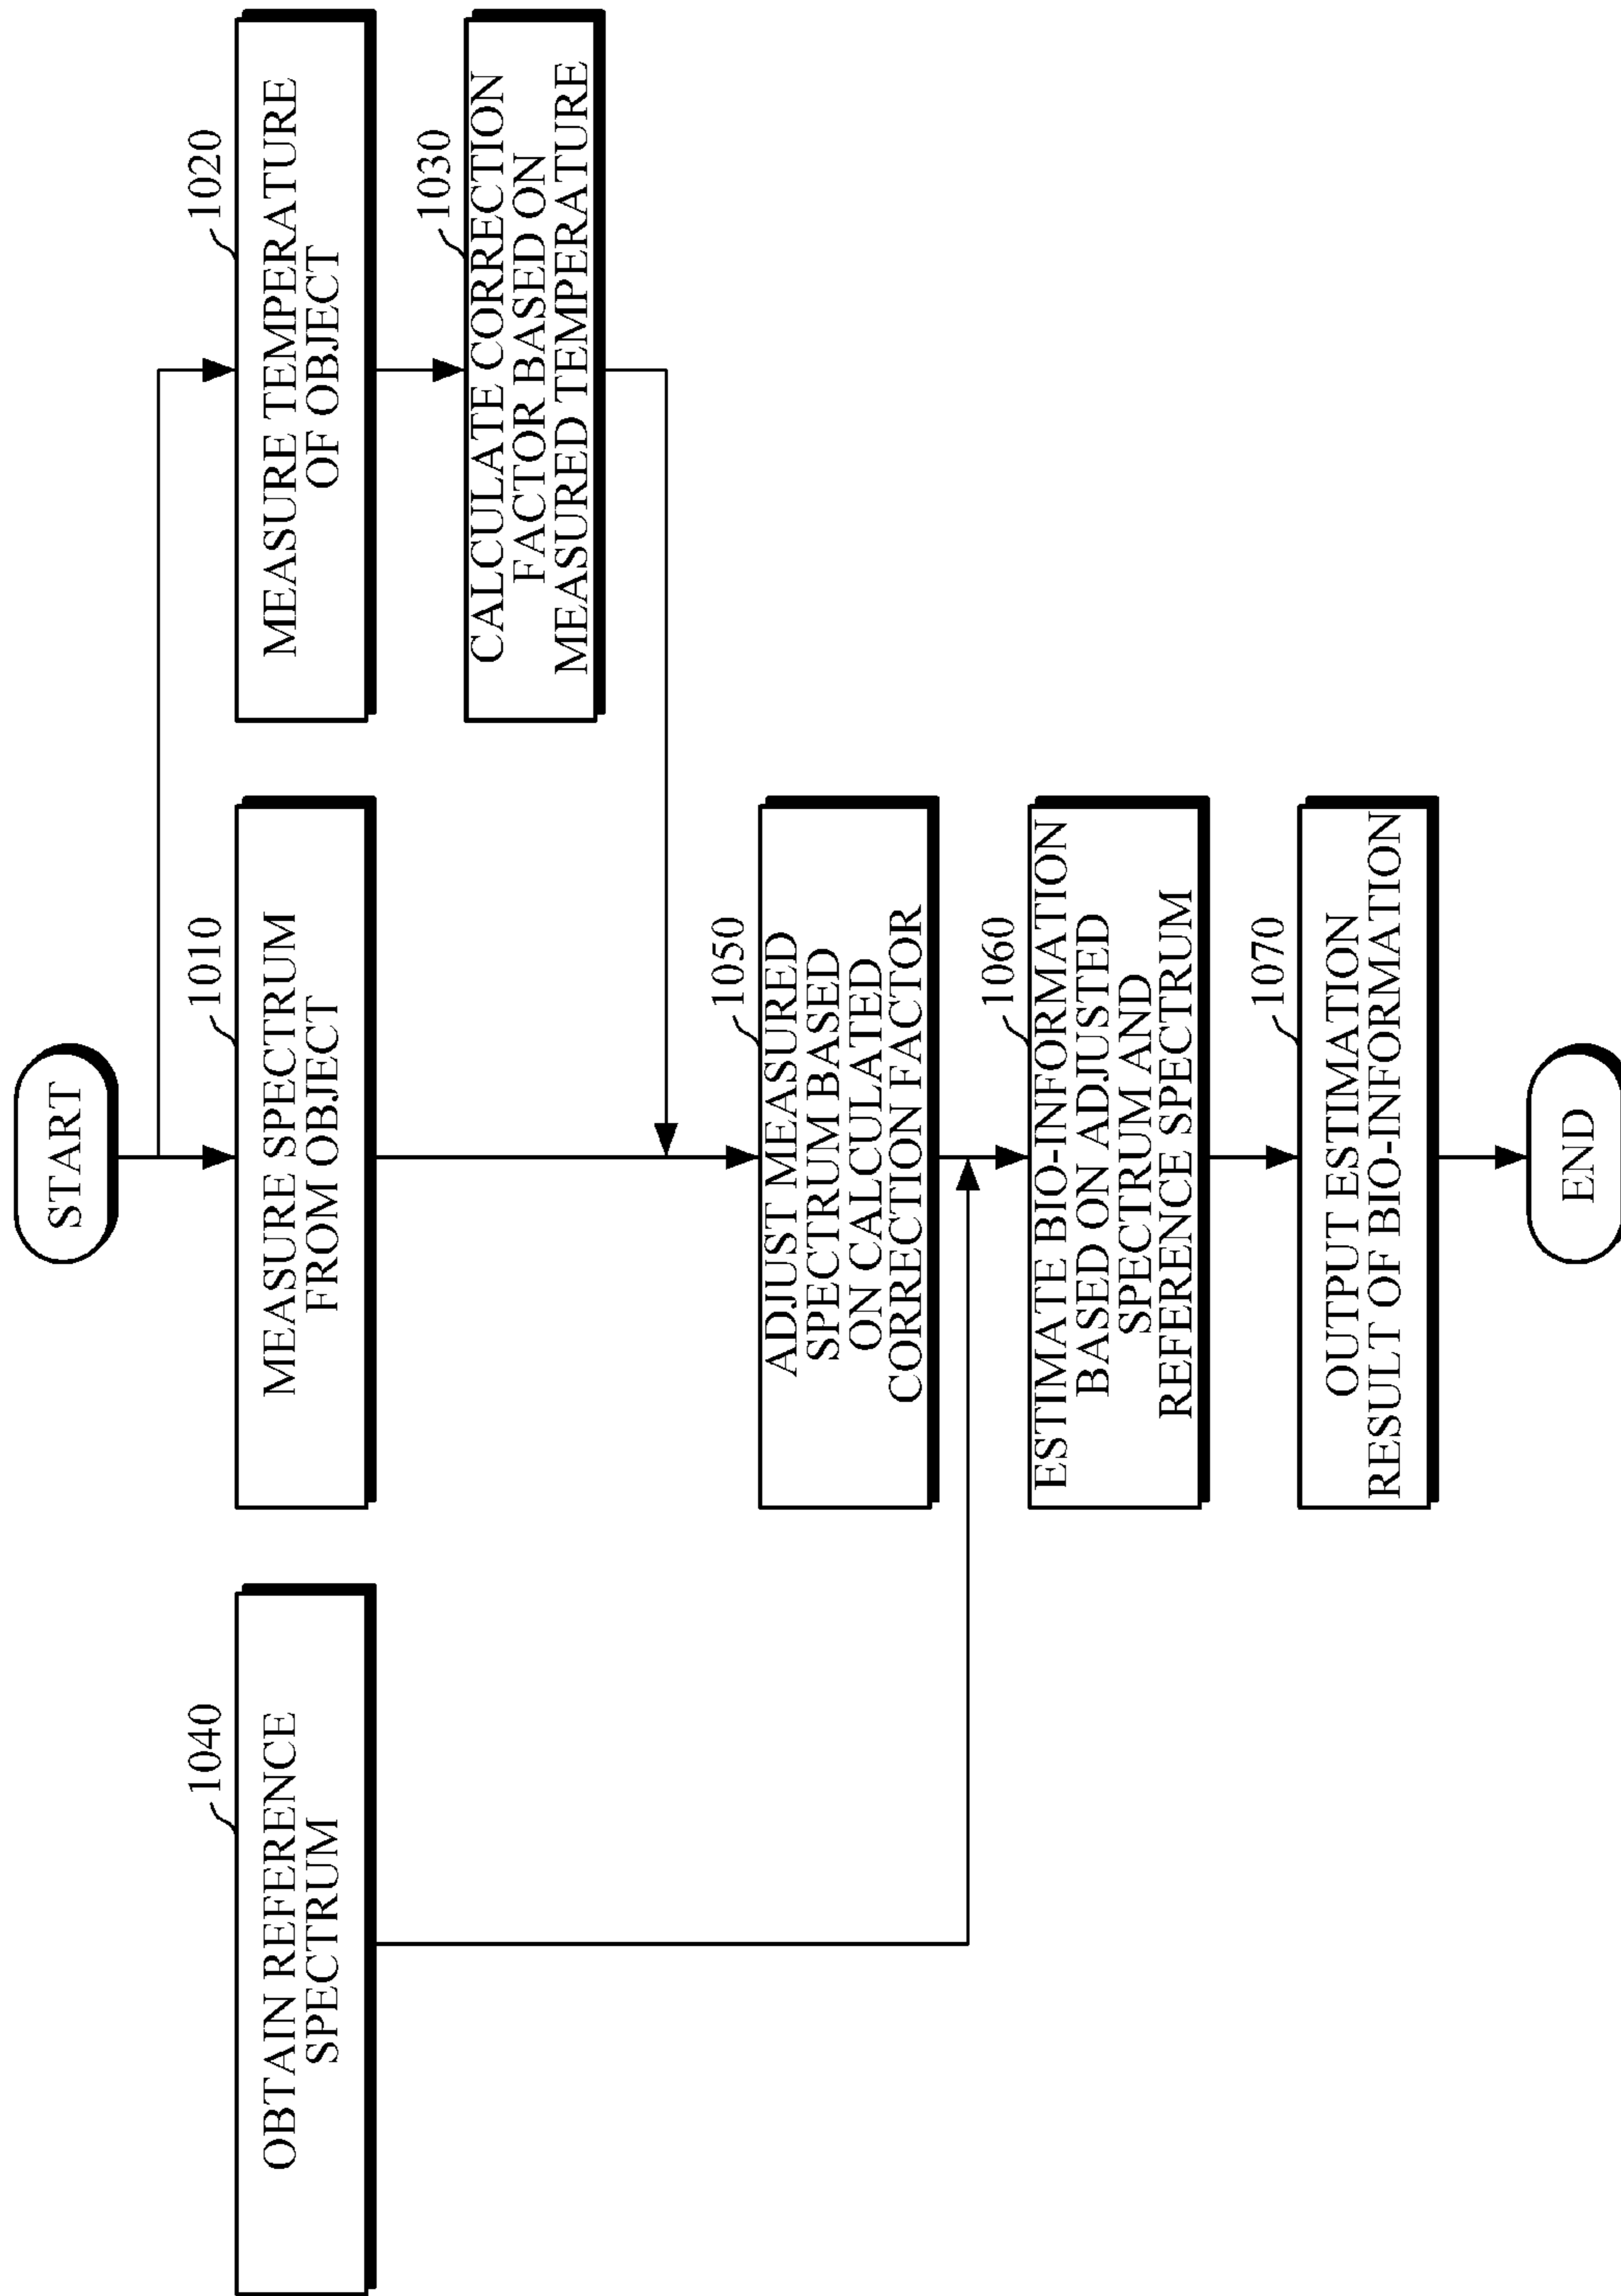 START
1040
OBTAIN REFERENCE
SPECTRUM
1010
MEASURE SPECTRUM
FROM OBJECT
1020
MEASURE TEMPERATURE
OF OBJECT
1030
CALCULATE CORRECTION
FACTOR BASED ON
MEASURED TEMPERATURE
1050
ADJUST MEASURED
SPECTRUM BASED
ON CALCULATED
CORRECTION FACTOR
1060
ESTIMATE BIO-INFORMATION
BASED ON ADJUSTED
SPECTRUM AND
REFERENCE SPECTRUM
1070
OUTPUT ESTIMATION
RESULT OF BIO-INFORMATION
END